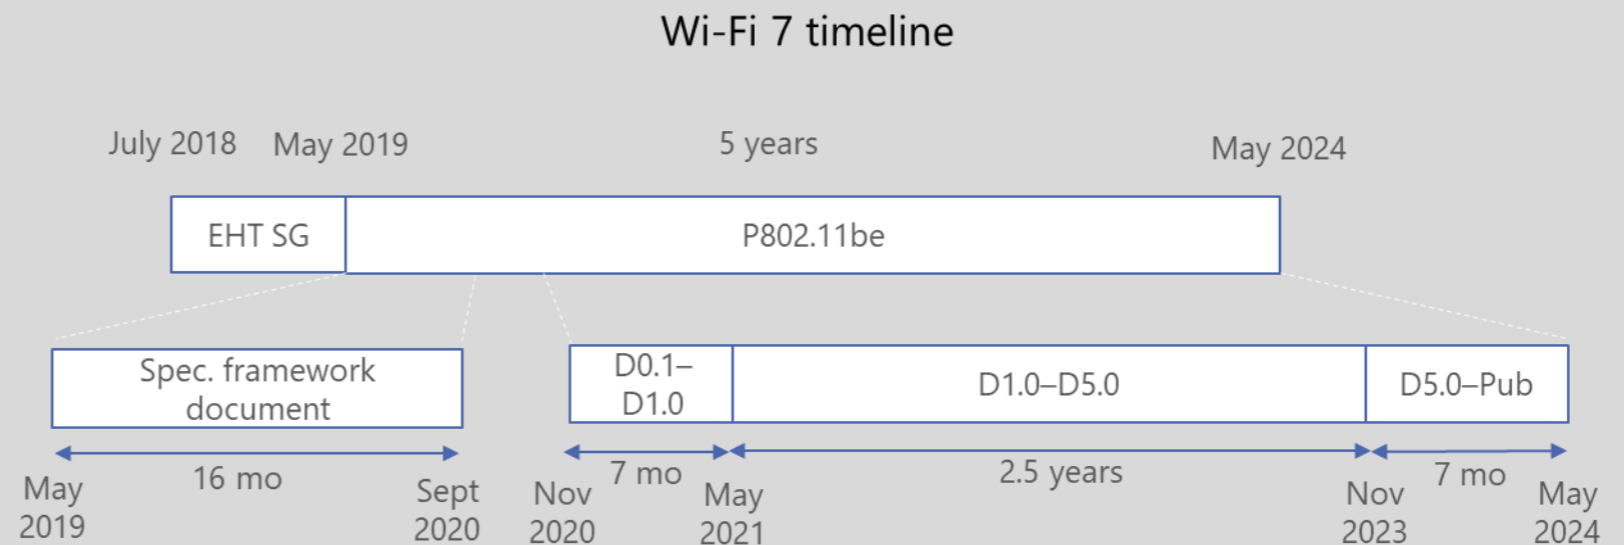 Wi-Fi 7 timeline
July 2018
May 2019
5 years
May 2024
EHT SG
P802.11be
Spec. framework
document
D0.1–
D1.0
D1.0–D5.0
D5.0–Pub
16 mo
7 mo
2.5 years
7 mo
May
2019
Sept
2020
Nov
2020
May
2021
Nov
2023
May
2024